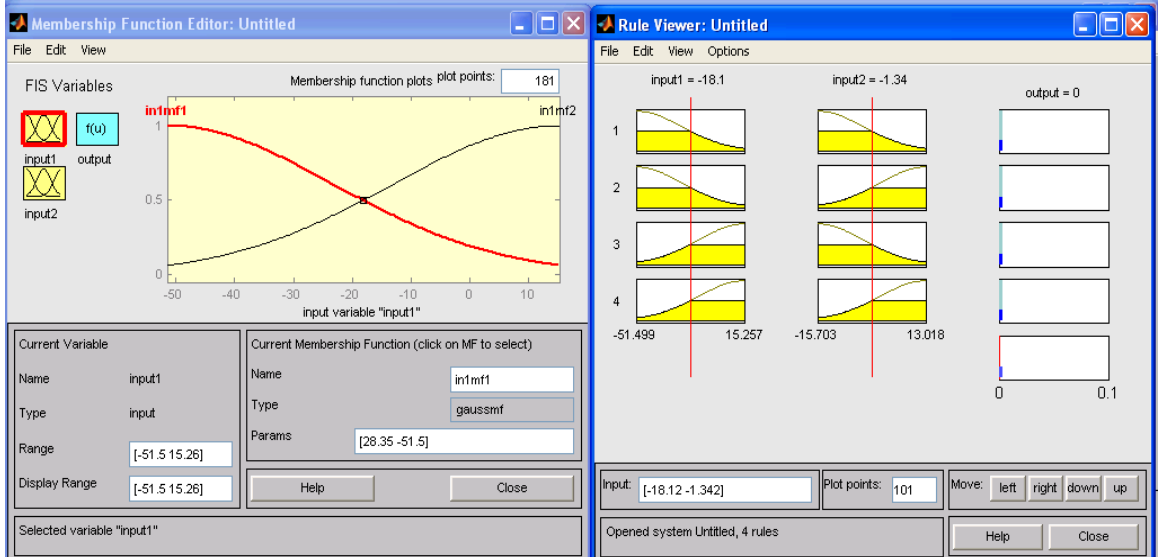 Membership Function Editor: Untitled
File Edit View
FIS Variables
Membership function plots plot points: 181
f(u)
input1 output
input2
in1mf1 in1mf2
1
0.5
0
-50 -40 -30 -20 -10 0 10
input variable "input1"
Current Variable
Name input1
Type input
Range [-51.5 15.26]
Display Range [-51.5 15.26]
Current Membership Function (click on MF to select)
Name in1mf1
Type gaussmf
Params [28.35 -51.5]
Help Close
Selected variable "input1"
Rule Viewer: Untitled
File Edit View Options
input1 = -18.1 input2 = -1.34 output = 0
1
2
3
4
-51.499 15.257 -15.703 13.018
0 0.1
Input: [-18.12 -1.342] Plot points: 101 Move: left right down up
Opened system Untitled, 4 rules Help Close